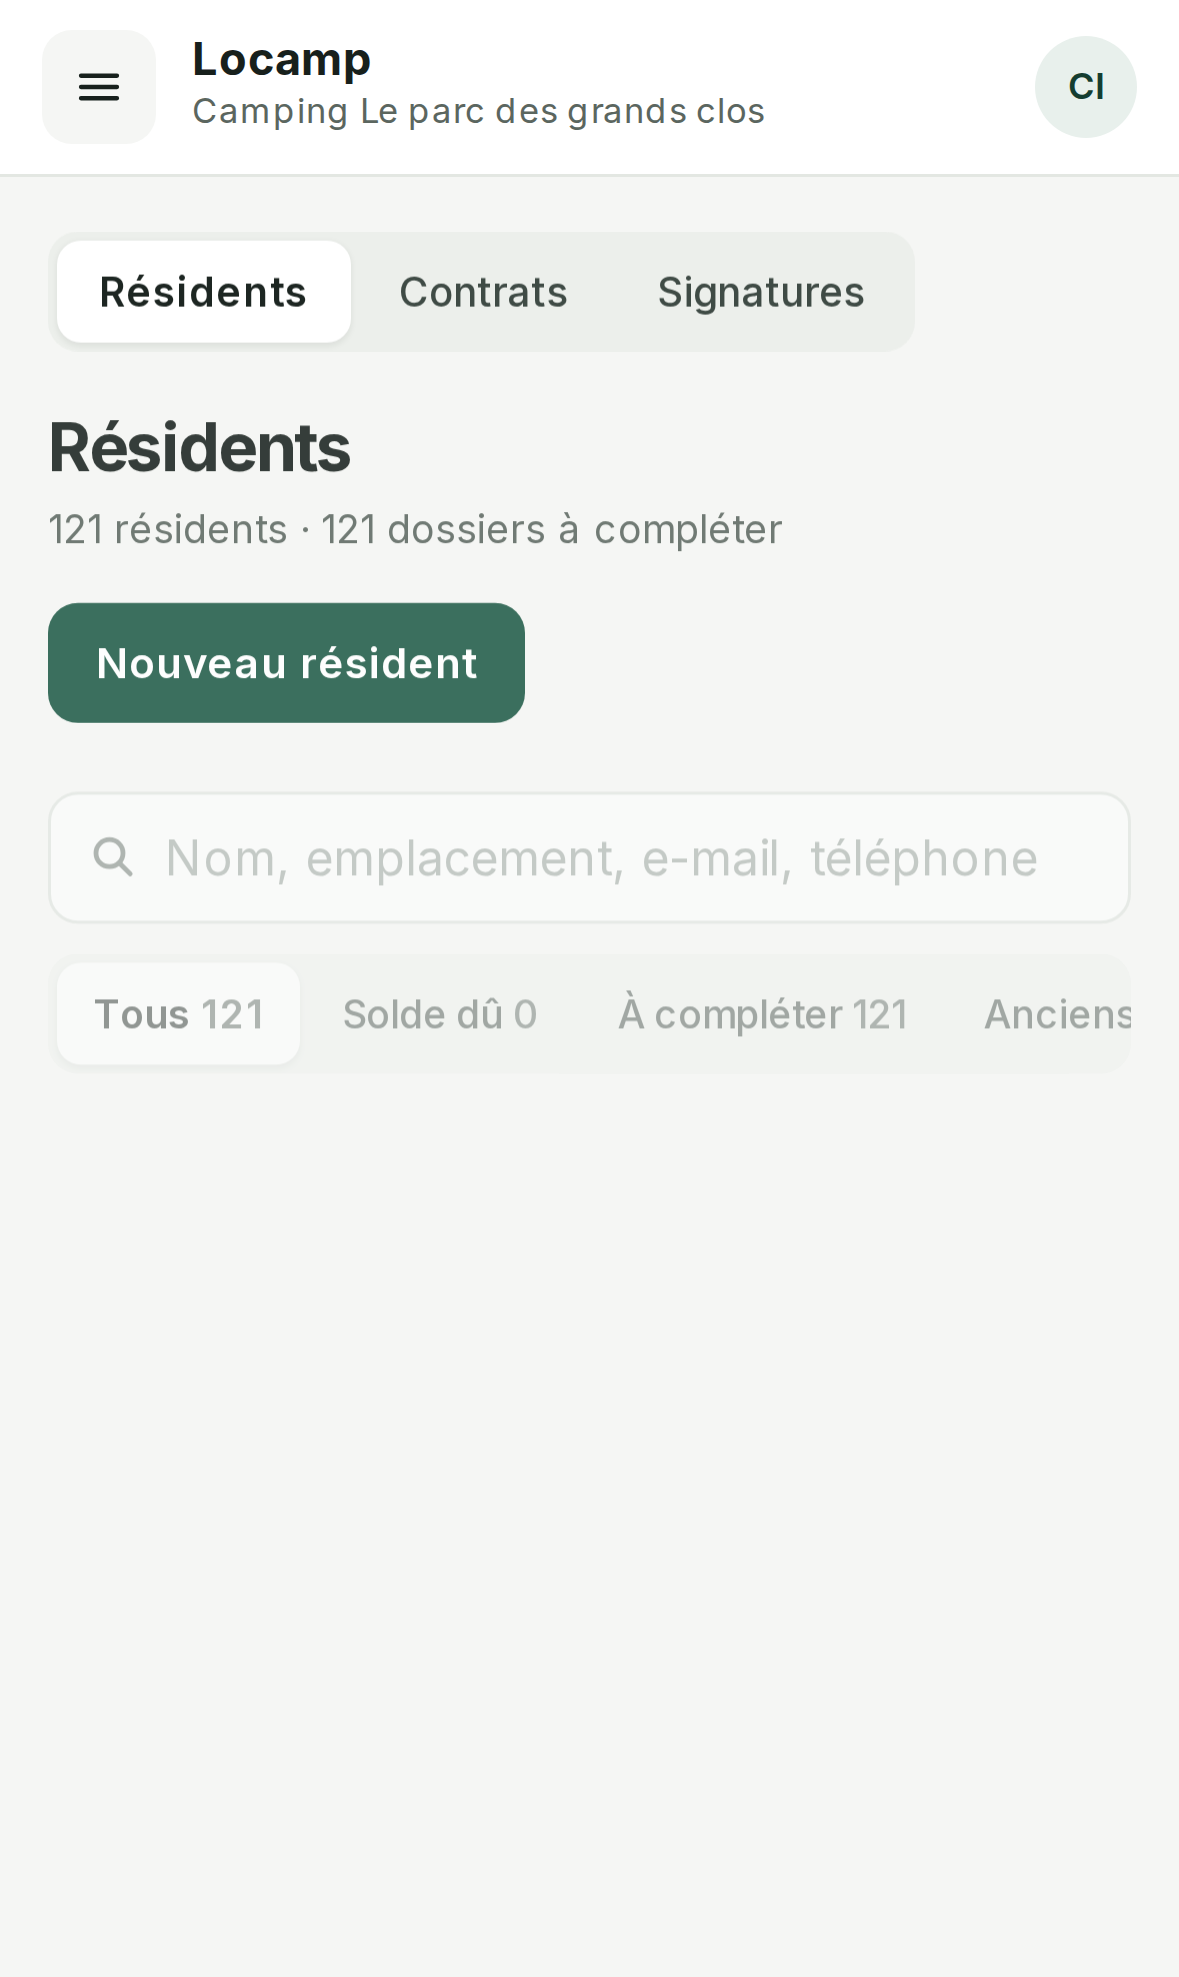 Locamp
Camping Le parc des grands clos
CI
Résidents
Contrats
Signatures
Résidents
121 résidents · 121 dossiers à compléter
Nouveau résident
Nom, emplacement, e-mail, téléphone
Tous 121
Solde dû 0
À compléter 121
Anciens